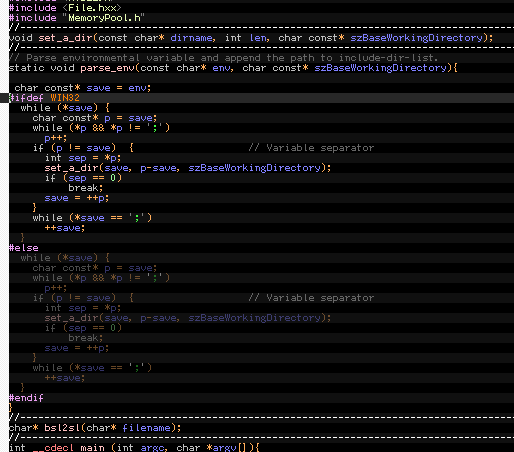 #include <File.hxx>
#include "MemoryPool.h"
//--------------------------------------------------------------------
void set_a_dir(const char* dirname, int len, char const* szBaseWorkingDirectory);
//--------------------------------------------------------------------
// Parse environmental variable and append the path to include-dir-list.
static void parse_env(const char* env, char const* szBaseWorkingDirectory){
char const* save = env;
#ifdef WIN32
while (*save) {
char const* p = save;
while (*p && *p != ';')
p++;
if (p != save) { // Variable separator
int sep = *p;
set_a_dir(save, p-save, szBaseWorkingDirectory);
if (sep == 0)
break;
save = ++p;
}
while (*save == ';')
++save;
}
#else
while (*save) {
char const* p = save;
while (*p && *p != ':')
p++;
if (p != save) { // Variable separator
int sep = *p;
set_a_dir(save, p-save, szBaseWorkingDirectory);
if (sep == 0)
break;
save = ++p;
}
while (*save == ':')
++save;
}
#endif
}
//--------------------------------------------------------------------
char* bsl2sl(char* filename);
//--------------------------------------------------------------------
int __cdecl main (int argc, char *argv[]){